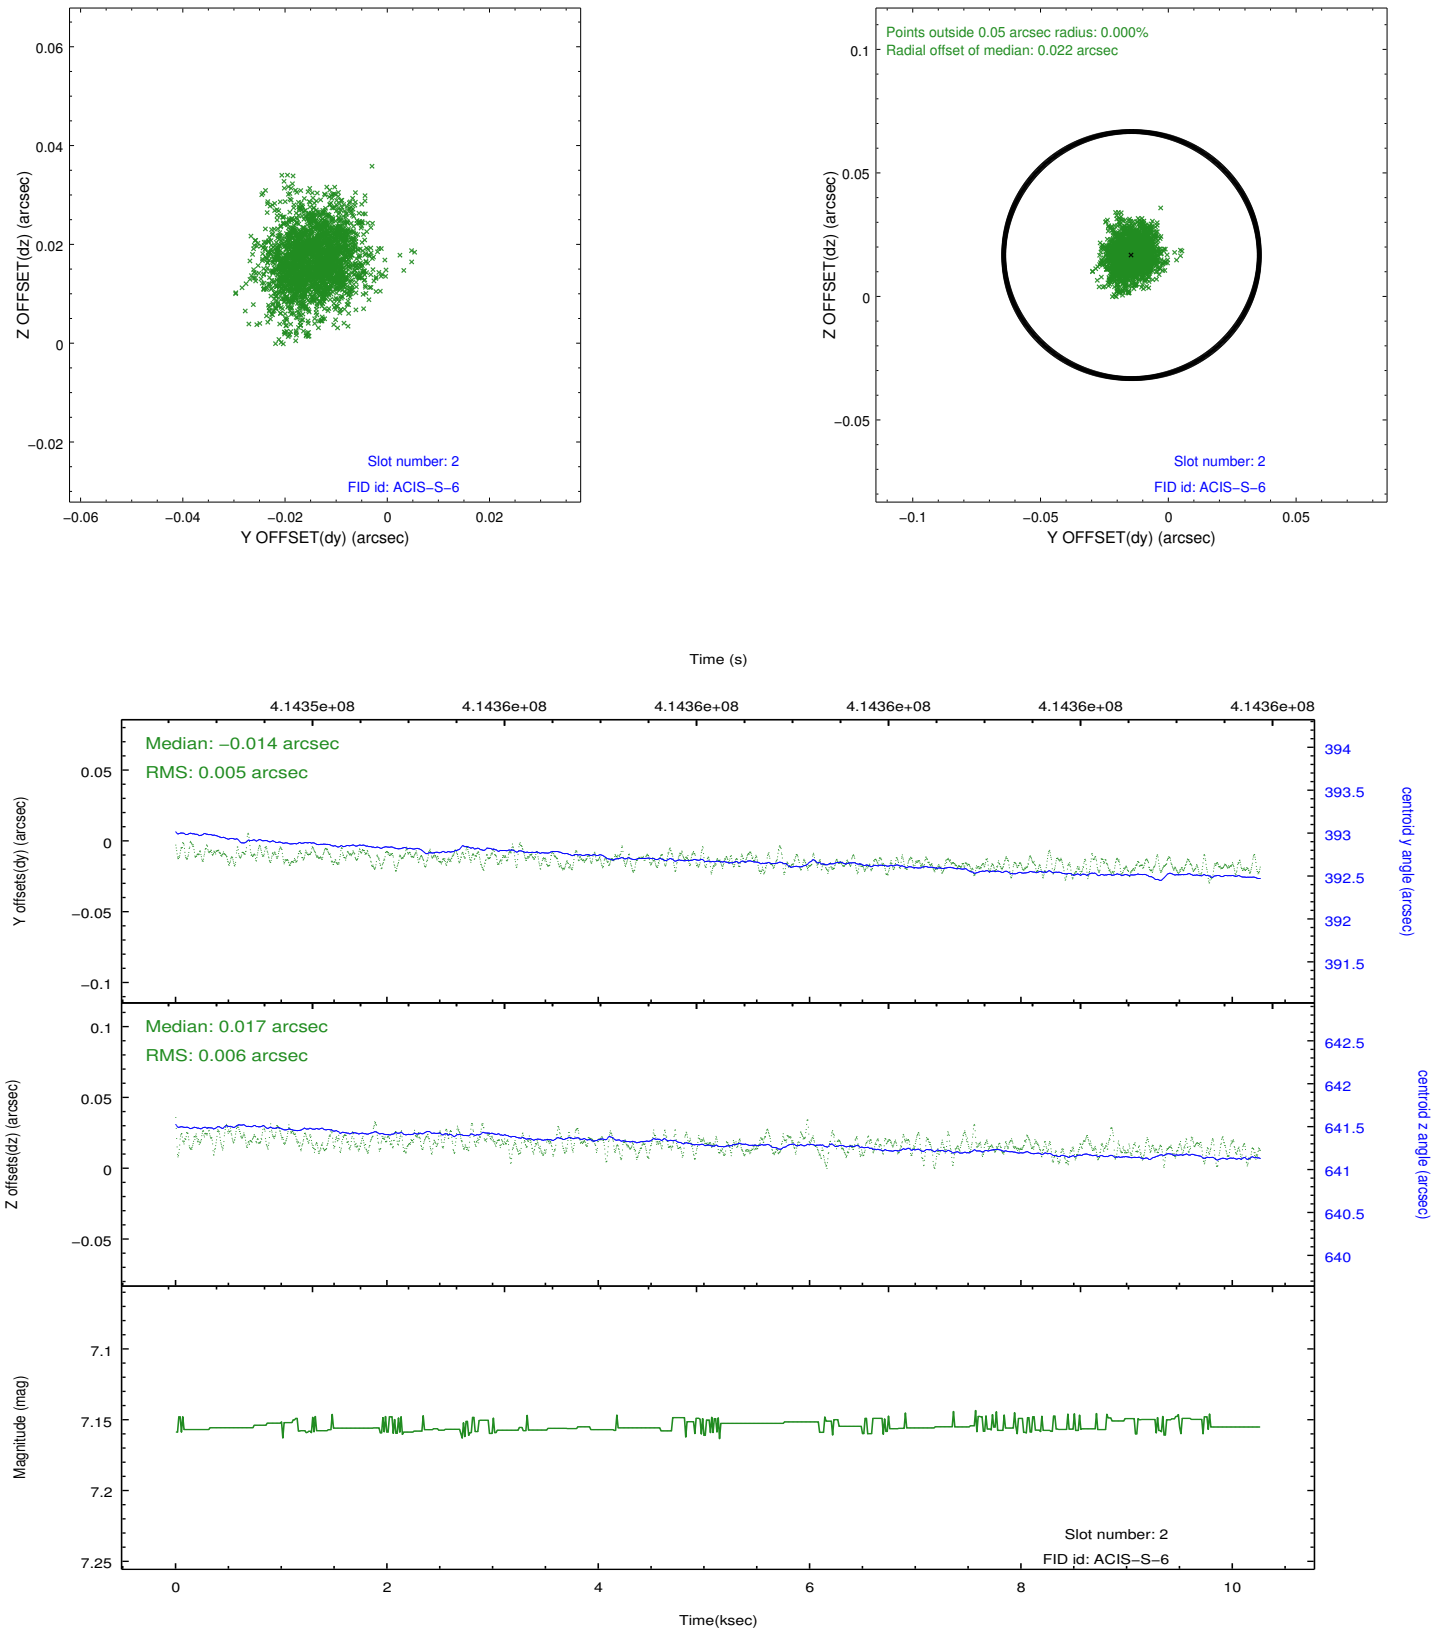 0.06
0.04
0.02
0
−0.02
Z OFFSET(dz) (arcsec)
Slot number: 2
FID id: ACIS−S−6
−0.06
−0.04
−0.02
0
0.02
Y OFFSET(dy) (arcsec)
Points outside 0.05 arcsec radius: 0.000%
Radial offset of median: 0.022 arcsec
0.1
0.05
0
−0.05
Z OFFSET(dz) (arcsec)
Slot number: 2
FID id: ACIS−S−6
−0.1
−0.05
0
0.05
Y OFFSET(dy) (arcsec)
Time (s)
4.1435e+08
4.1436e+08
4.1436e+08
4.1436e+08
4.1436e+08
4.1436e+08
Median: −0.014 arcsec
RMS: 0.005 arcsec
0.05
0
−0.05
−0.1
Y offsets(dy) (arcsec)
394
393.5
393
392.5
392
391.5
centroid y angle (arcsec)
Median: 0.017 arcsec
RMS: 0.006 arcsec
0.1
0.05
0
−0.05
Z offsets(dz) (arcsec)
642.5
642
641.5
641
640.5
640
centroid z angle (arcsec)
7.1
7.15
7.2
7.25
Magnitude (mag)
Slot number: 2
FID id: ACIS−S−6
0
2
4
6
8
10
Time(ksec)